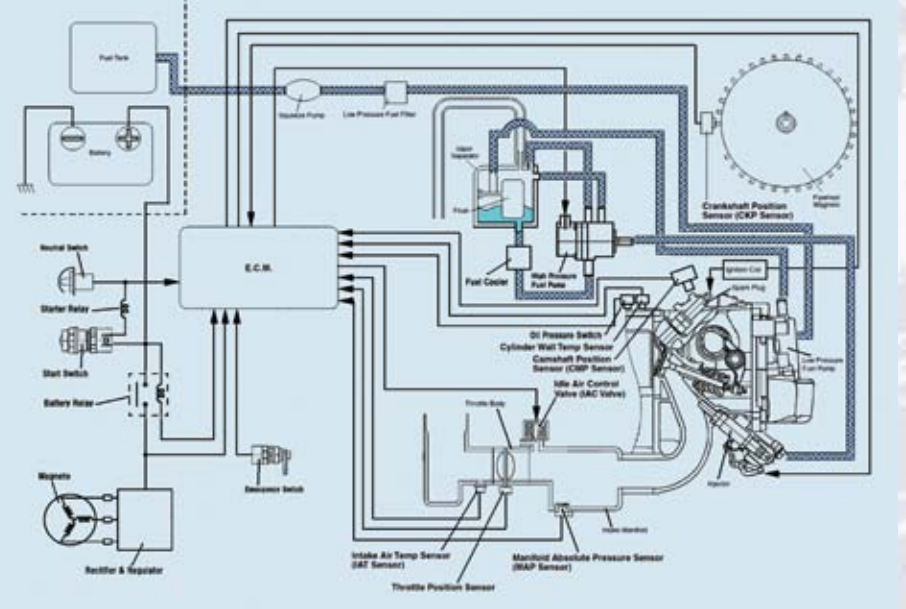 Fuel Tank
Squeeze Pump
Low Pressure Fuel Filter
Battery
Vapor
Separator
Float
Flywheel
Magneto
Crankshaft Position
Sensor (CKP Sensor)
Neutral Switch
E.C.M.
Fuel Cooler
High Pressure
Fuel Pump
Ignition Coil
Spark Plug
Starter Relay
Oil Pressure Switch
Cylinder Wall Temp Sensor
Camshaft Position
Sensor (CMP Sensor)
Low Pressure
Fuel Pump
Start Switch
Idle Air Control
Valve (IAC Valve)
Battery Relay
Throttle Body
Magneto
Switch
Injector
Intake Manifold
Intake Air Temp Sensor
(IAT Sensor)
Manifold Absolute Pressure Sensor
(MAP Sensor)
Rectifier & Regulator
Throttle Position Sensor